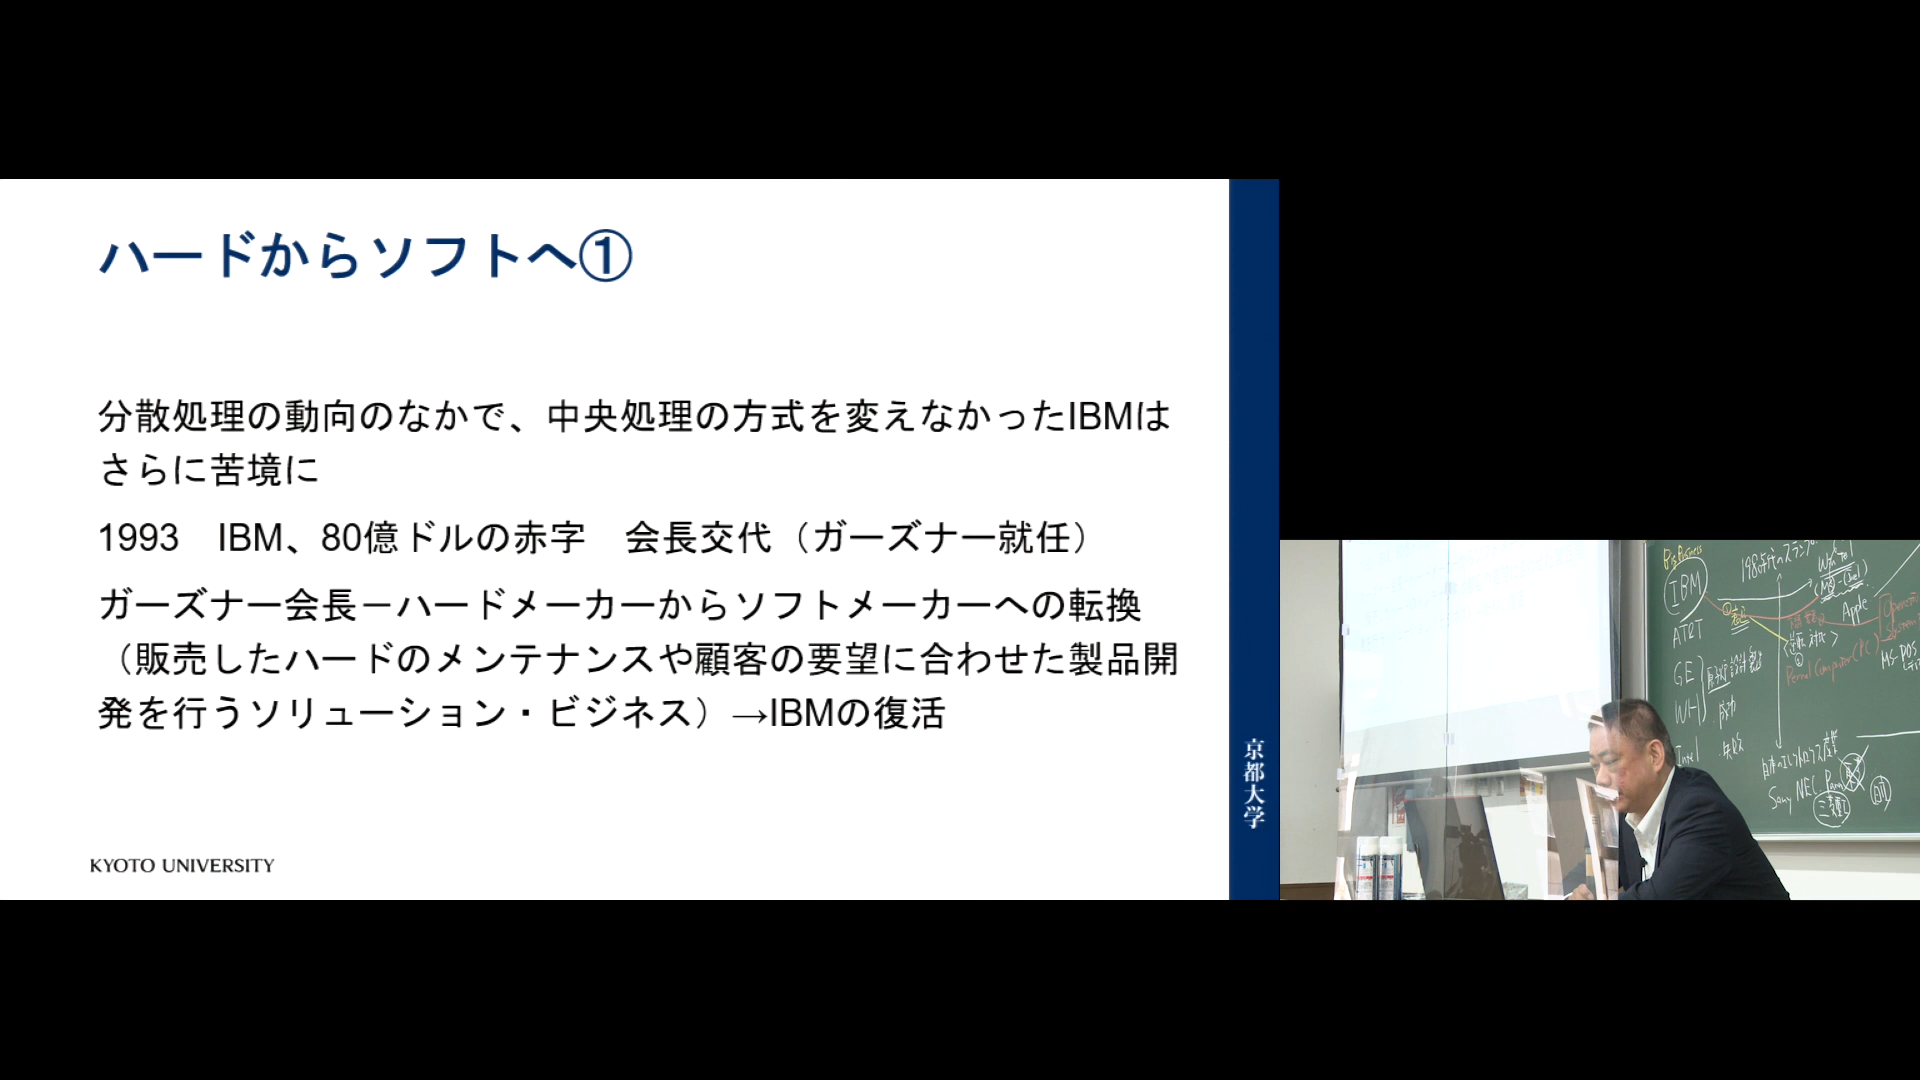 ハードからソフトへ①
分散処理の動向のなかで、中央処理の方式を変えなかったIBMは
さらに苦境に
1993　IBM、80億ドルの赤字　会長交代（ガーズナー就任）
ガーズナー会長－ハードメーカーからソフトメーカーへの転換
（販売したハードのメンテナンスや顧客の要望に合わせた製品開
発を行うソリューション・ビジネス）→IBMの復活
KYOTO UNIVERSITY
京都大学
Big Business
IBM
AT&T
GE
WH
Intel
Apple
Sony NEC
三菱重工